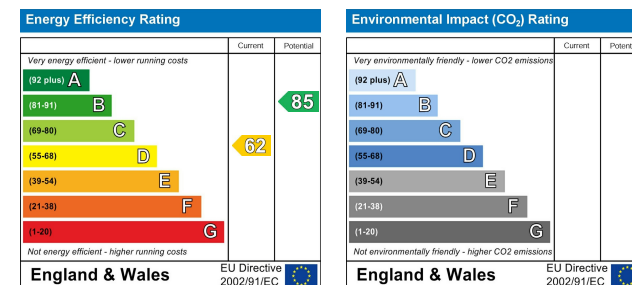 Energy Efficiency Rating
Current Potential
Very energy efficient - lower running costs
(92 plus) A
(81-91) B
85
(69-80) C
(55-68) D
62
(39-54) E
(21-38) F
(1-20) G
Not energy efficient - higher running costs
England & Wales
EU Directive
2002/91/EC
Environmental Impact (CO₂) Rating
Current Potent
Very environmentally friendly - lower CO2 emissions
(92 plus) A
(81-91) B
(69-80) C
(55-68) D
(39-54) E
(21-38) F
(1-20) G
Not environmentally friendly - higher CO2 emissions
England & Wales
EU Directive
2002/91/EC